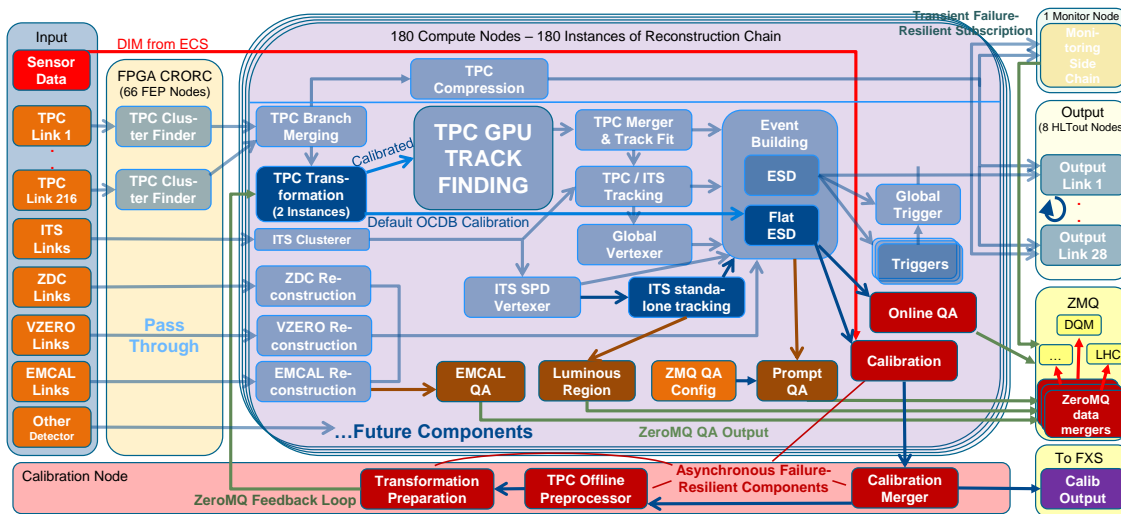 Transient Failure-
Resilient Subscription
Input
Sensor
Data
DIM from ECS
180 Compute Nodes – 180 Instances of Reconstruction Chain
1 Monitor Node
Moni-
toring
Side
Chain
FPGA CRORC
(66 FEP Nodes)
TPC
Compression
TPC
Link 1
TPC Clus-
ter Finder
TPC Branch
Merging
TPC GPU
TRACK
FINDING
TPC Merger
& Track Fit
Event
Building
Output
(8 HLTout Nodes)
Calibrated
TPC
Link 216
TPC Clus-
ter Finder
TPC Trans-
formation
(2 Instances)
TPC / ITS
Tracking
ESD
Global
Trigger
Output
Link 1
Default OCDB Calibration
Flat
ESD
ITS
Links
ITS Clusterer
Global
Vertexer
Triggers
Output
Link 28
ZDC
Links
ZDC Re-
construction
ITS SPD
Vertexer
ITS standa-
lone tracking
Online QA
ZMQ
DQM
...
LHC
VZERO
Links
Pass
Through
VZERO Re-
construction
Calibration
EMCAL
Links
EMCAL Re-
construction
EMCAL
QA
Luminous
Region
ZMQ QA
Config
Prompt
QA
ZeroMQ
data
mergers
Other
Detector
...Future Components
ZeroMQ QA Output
Calibration Node
ZeroMQ Feedback Loop
Transformation
Preparation
TPC Offline
Preprocessor
Asynchronous Failure-
Resilient Components
Calibration
Merger
To FXS
Calib
Output